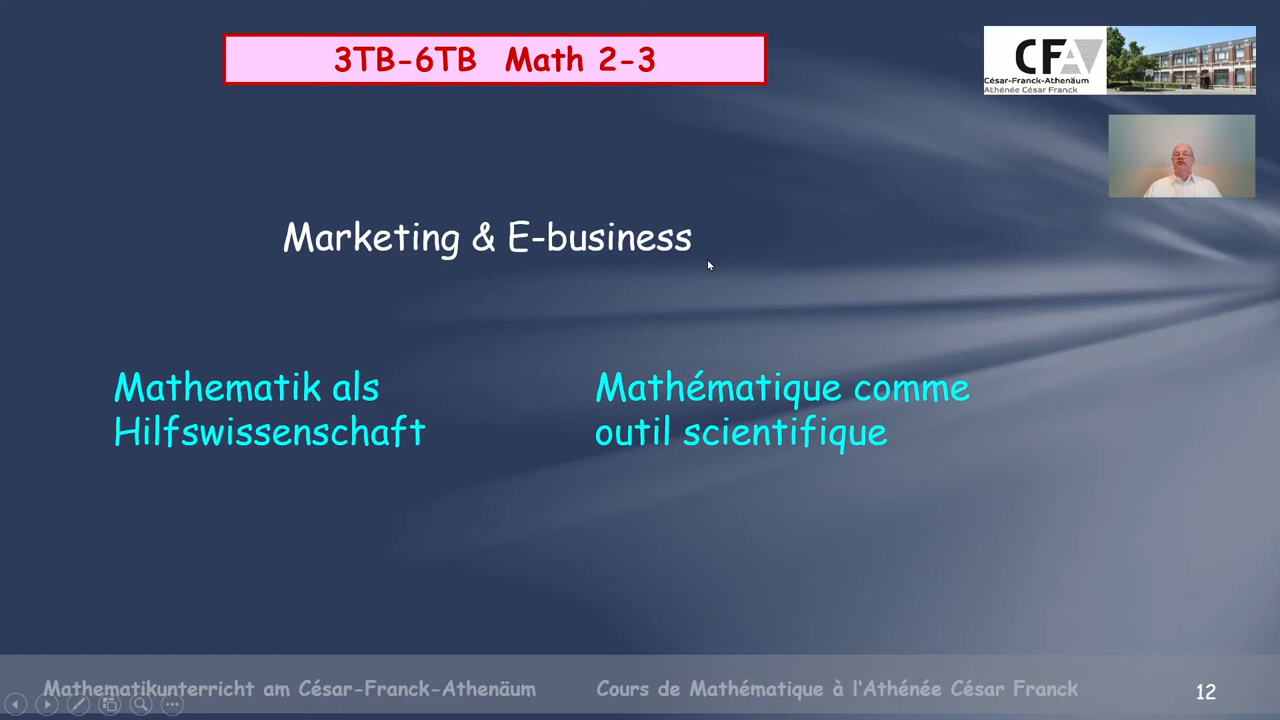 3TB-6TB Math 2-3
CFA
César-Franck-Athenäum
Athénée César Franck
Marketing & E-business
Mathematik als
Hilfswissenschaft
Mathématique comme
outil scientifique
Mathematikunterricht am César-Franck-Athenäum
Cours de Mathématique à l‘Athénée César Franck
12